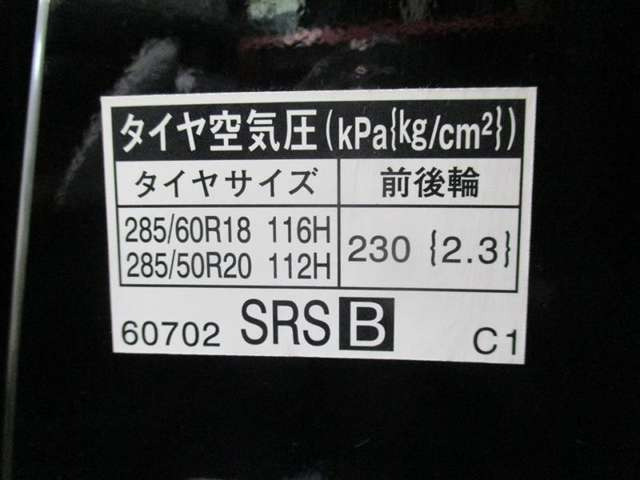 タイヤ空気圧(kPa{kg/cm²})
タイヤサイズ 前後輪
285/60R18 116H
285/50R20 112H
230 {2.3}
60702 SRS B C1